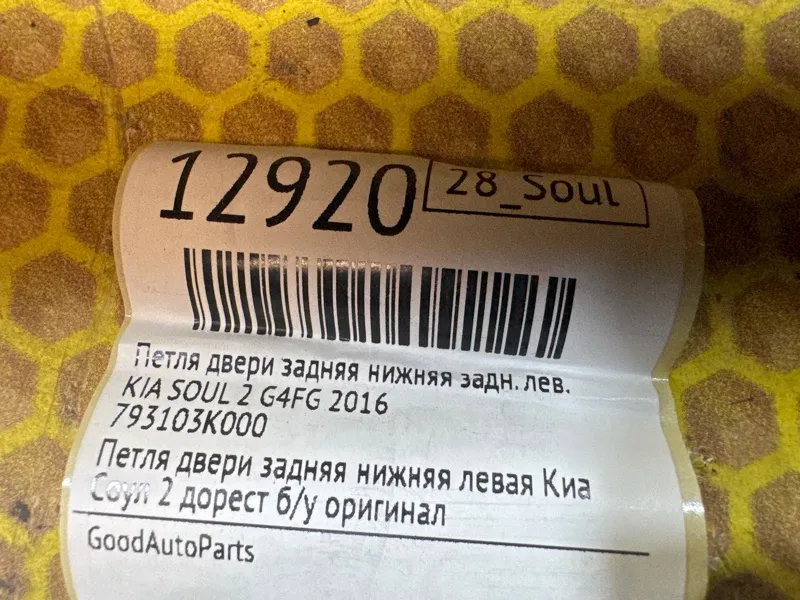 12920
28_Soul
Петля двери задняя нижняя задн. лев.
KIA SOUL 2 G4FG 2016
793103K000
Петля двери задняя нижняя левая Киа
Соул 2 дорест б/у оригинал
GoodAutoParts